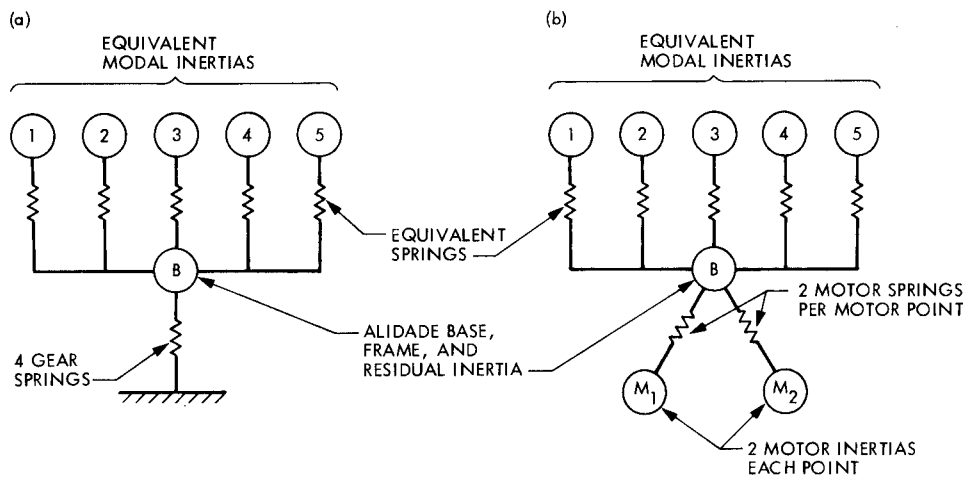 (a)
EQUIVALENT
MODAL INERTIAS
1 2 3 4 5
B
4 GEAR
SPRINGS
EQUIVALENT
SPRINGS
ALIDADE BASE,
FRAME, AND
RESIDUAL INERTIA
(b)
EQUIVALENT
MODAL INERTIAS
1 2 3 4 5
B
2 MOTOR SPRINGS
PER MOTOR POINT
M1 M2
2 MOTOR INERTIAS
EACH POINT